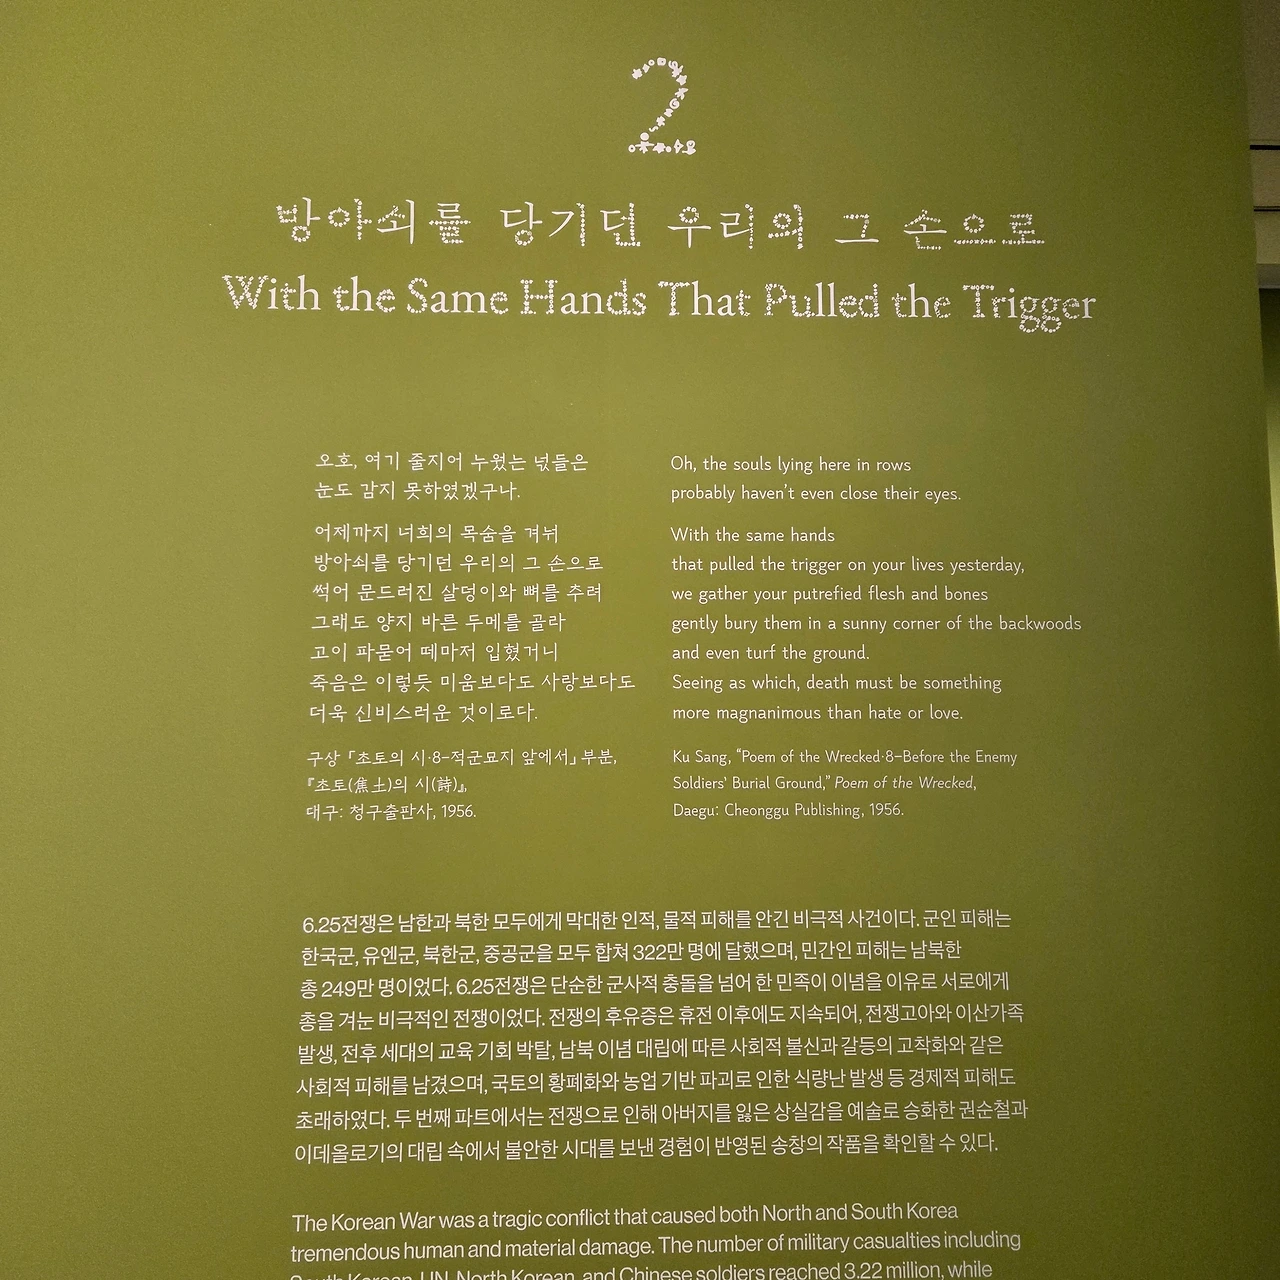 2
방아쇠를 당기던 우리의 그 손으로
With the Same Hands That Pulled the Trigger
오호, 여기 줄지어 누웠는 넋들은
눈도 감지 못하였겠구나.
어제까지 너희의 목숨을 겨눠
방아쇠를 당기던 우리의 그 손으로
썩어 문드러진 살덩이와 뼈를 추려
그래도 양지 바른 두메를 골라
고이 파묻어 떼마저 입혔거니
죽음은 이렇듯 미움보다도 사랑보다도
더욱 신비스러운 것이로다.
구상 「초토의 시·8-적군묘지 앞에서」 부분,
『초토(焦土)의 시(詩)』,
대구: 청구출판사, 1956.
Oh, the souls lying here in rows
probably haven't even close their eyes.
With the same hands
that pulled the trigger on your lives yesterday,
we gather your putrefied flesh and bones
gently bury them in a sunny corner of the backwoods
and even turf the ground.
Seeing as which, death must be something
more magnanimous than hate or love.
Ku Sang, “Poem of the Wrecked·8–Before the Enemy
Soldiers’ Burial Ground,” Poem of the Wrecked,
Daegu: Cheonggu Publishing, 1956.
6.25전쟁은 남한과 북한 모두에게 막대한 인적, 물적 피해를 안긴 비극적 사건이다. 군인 피해는
한국군, 유엔군, 북한군, 중공군을 모두 합쳐 322만 명에 달했으며, 민간인 피해는 남북한
총 249만 명이었다. 6.25전쟁은 단순한 군사적 충돌을 넘어 한 민족이 이념을 이유로 서로에게
총을 겨눈 비극적인 전쟁이었다. 전쟁의 후유증은 휴전 이후에도 지속되어, 전쟁고아와 이산가족
발생, 전후 세대의 교육 기회 박탈, 남북 이념 대립에 따른 사회적 불신과 갈등의 고착화와 같은
사회적 피해를 남겼으며, 국토의 황폐화와 농업 기반 파괴로 인한 식량난 발생 등 경제적 피해도
초래하였다. 두 번째 파트에서는 전쟁으로 인해 아버지를 잃은 상실감을 예술로 승화한 권순철과
이데올로기의 대립 속에서 불안한 시대를 보낸 경험이 반영된 송창의 작품을 확인할 수 있다.
The Korean War was a tragic conflict that caused both North and South Korea
tremendous human and material damage. The number of military casualties including
South Korean, UN, North Korean, and Chinese soldiers reached 3.22 million, while